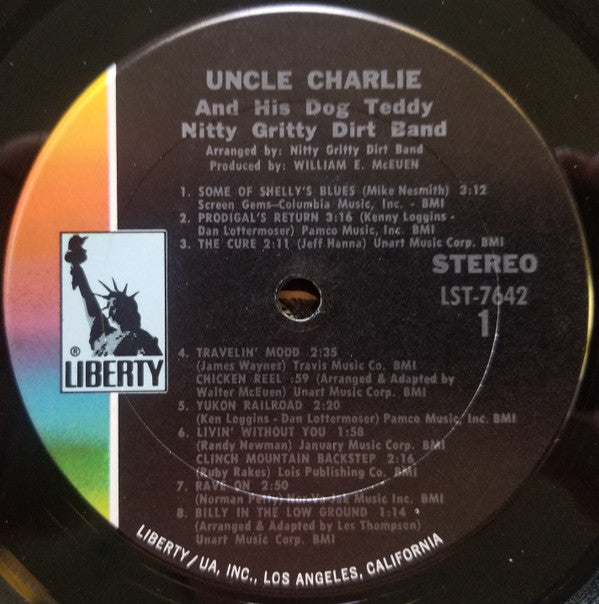 UNCLE CHARLIE
And His Dog Teddy
Nitty Gritty Dirt Band
Arranged by: Nitty Gritty Dirt Band
Produced by: WILLIAM E. McEUEN
1. SOME OF SHELLY'S BLUES (Mike Nesmith) 3:12
Screen Gems-Columbia Music, Inc. - BMI
2. PRODIGAL'S RETURN 3:16 (Kenny Loggins -
Dan Lottermoser) Pamco Music, Inc. BMI
3. THE CURE 2:11 (Jeff Hanna) Unart Music Corp. BMI
STEREO
LST-7642
1
® LIBERTY
4. TRAVELIN' MOOD 2:35
(James Waynes) Travis Music Co. BMI
CHICKEN REEL :59 (Arranged & Adapted by
Walter McEuen) Unart Music Corp. BMI
5. YUKON RAILROAD 2:20
(Ken Loggins - Dan Lottermoser) Pamco Music, Inc. BMI
6. LIVIN' WITHOUT YOU 1:58
(Randy Newman) January Music Corp. BMI
CLINCH MOUNTAIN BACKSTEP 2:16
(Ruby Rakes) Lois Publishing Co. BMI
7. RAVE ON 2:50
(Norman Petty) Nor Va Jak Music Inc. BMI
8. BILLY IN THE LOW GROUND 1:14
(Arranged & Adapted by Les Thompson)
Unart Music Corp. BMI
LIBERTY/UA, INC., LOS ANGELES, CALIFORNIA